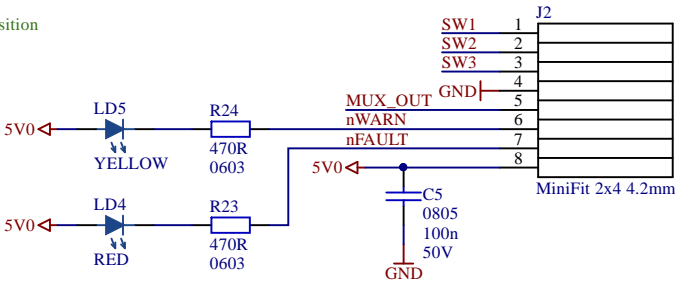 sition
J2
SW1 1
SW2 2
SW3 3
GND 4
MUX_OUT 5
nWARN 6
nFAULT 7
5V0 8
MiniFit 2x4 4.2mm
5V0
LD5
YELLOW
R24
470R
0603
5V0
LD4
RED
R23
470R
0603
C5
0805
100n
50V
GND